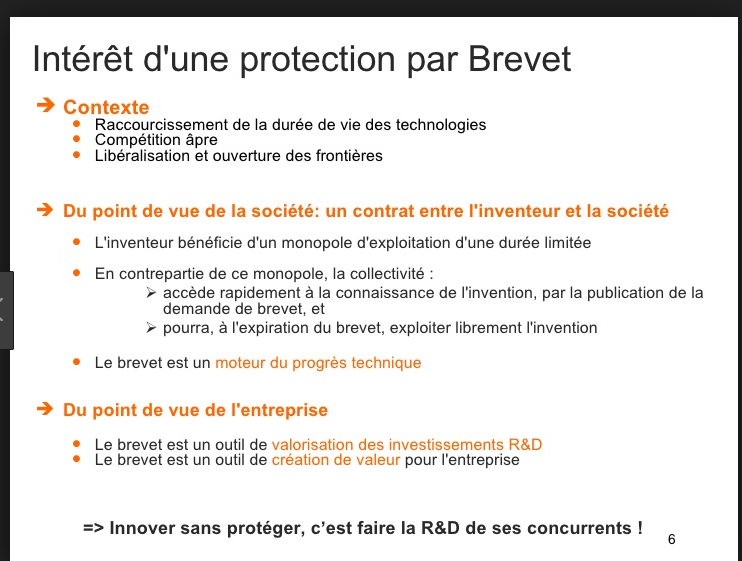 Intérêt d'une protection par Brevet
➔ Contexte
• Raccourcissement de la durée de vie des technologies
• Compétition âpre
• Libéralisation et ouverture des frontières
➔ Du point de vue de la société: un contrat entre l'inventeur et la société
• L'inventeur bénéficie d'un monopole d'exploitation d'une durée limitée
• En contrepartie de ce monopole, la collectivité :
➢ accède rapidement à la connaissance de l'invention, par la publication de la
demande de brevet, et
➢ pourra, à l'expiration du brevet, exploiter librement l'invention
• Le brevet est un moteur du progrès technique
➔ Du point de vue de l'entreprise
• Le brevet est un outil de valorisation des investissements R&D
• Le brevet est un outil de création de valeur pour l'entreprise
=> Innover sans protéger, c’est faire la R&D de ses concurrents !
6